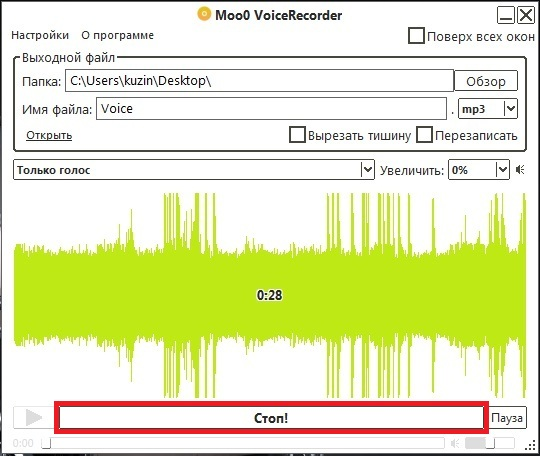 Moo0 VoiceRecorder
Настройки О программе
Поверх всех окон
Выходной файл
Папка: C:\Users\kuzin\Desktop\ Обзор
Имя файла: Voice . mp3
Открыть Вырезать тишину Перезаписать
Только голос Увеличить: 0%
0:28
Стоп! Пауза
0:00